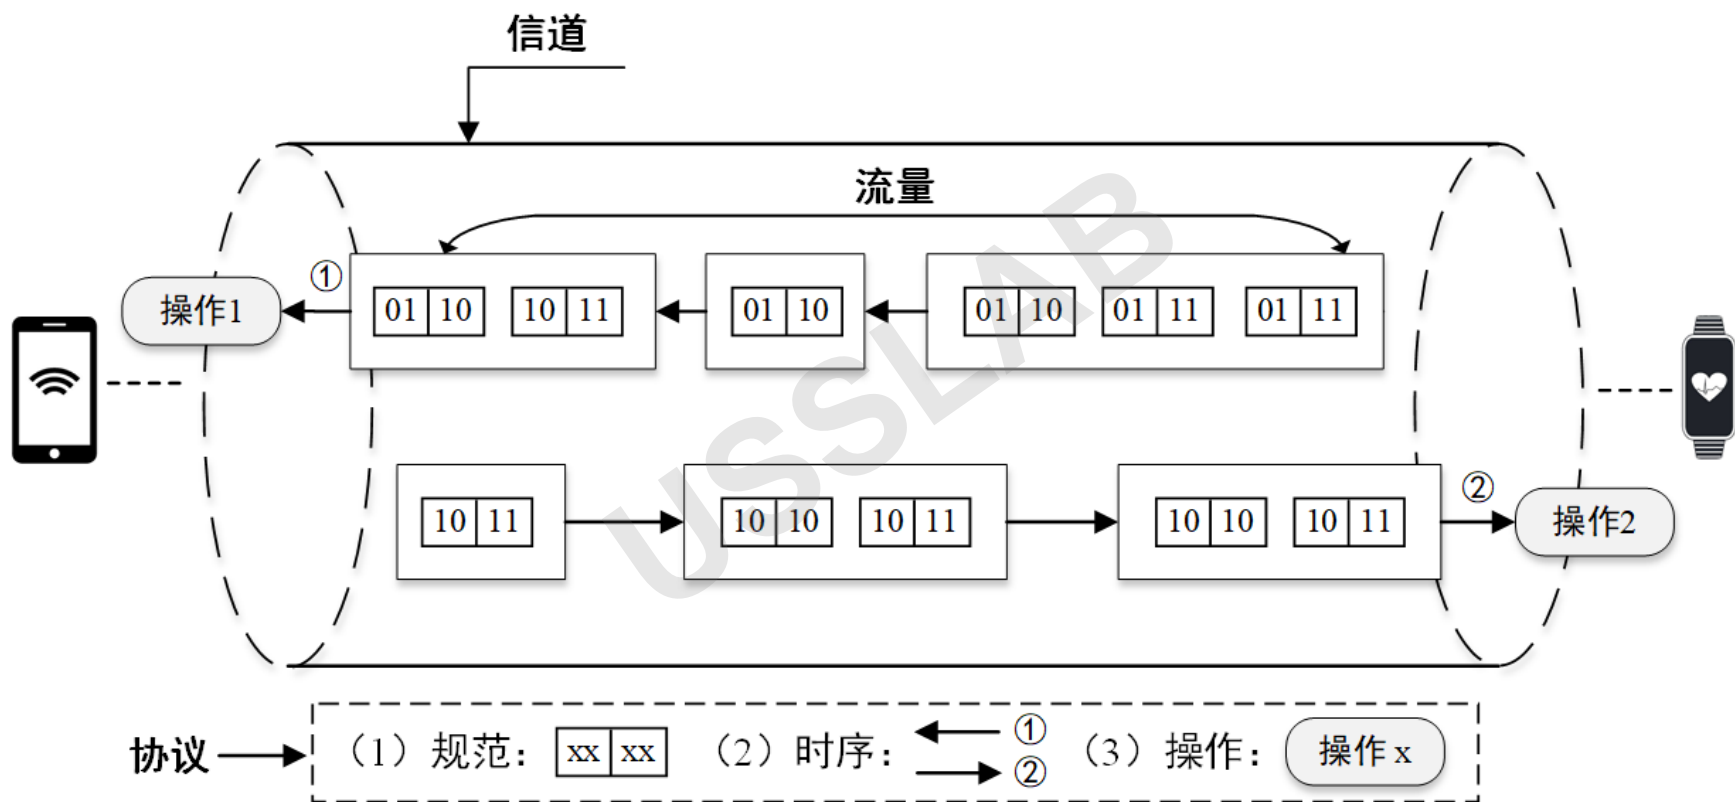 信道
流量
① 01 10 10 11 01 10 01 10 01 11 01 11
操作1
USSLAB
10 11 10 10 10 11 10 10 10 11 ②
操作2
协议 (1) 规范: xx xx (2) 时序: ① ② (3) 操作: 操作 x